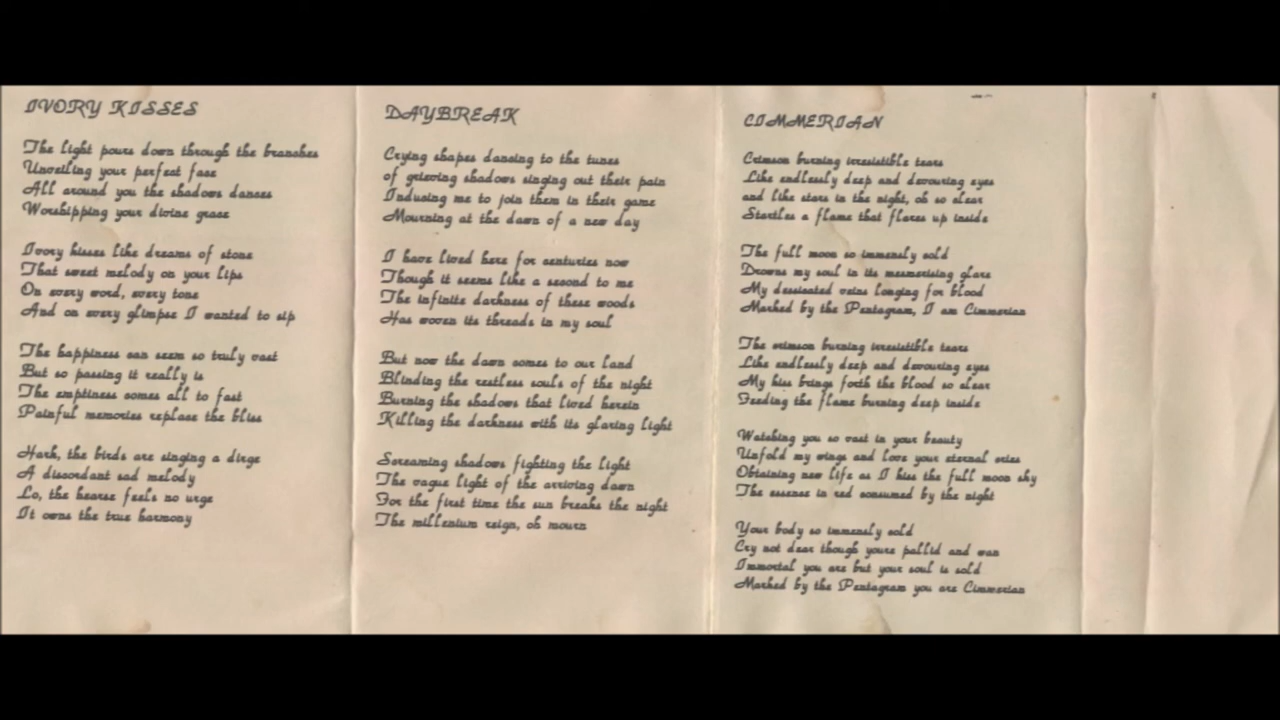 IVORY KISSES
The light pours down through the branches
Unveiling your perfect face
All around you the shadows dances
Worshipping your divine grace
Ivory kisses like dreams of stone
That sweet melody on your lips
On every word, every tone
And on every glimpse I wanted to sip
The happiness can seem so truly vast
But so passing it really is
The emptiness comes all to fast
Painful memories replace the bliss
Hark, the birds are singing a dirge
A discordant sad melody
Lo, the hearse feels no urge
It owns the true harmony
DAYBREAK
Crying shapes dancing to the tunes
of grieving shadows singing out their pain
Inducing me to join them in their game
Mourning at the dawn of a new day
I have lived here for centuries now
Though it seems like a second to me
The infinite darkness of these woods
Has woven its threads in my soul
But now the dawn comes to our land
Blinding the restless souls of the night
Burning the shadows that lived herein
Killing the darkness with its glaring light
Screaming shadows fighting the light
The vague light of the arriving dawn
For the first time the sun breaks the night
The millenium reign, oh mourn
CIMMERIAN
Crimson burning irresistible tears
Like endlessly deep and devouring eyes
and like stars in the night, oh so clear
Startles a flame that flares up inside
The full moon so immensly cold
Drowns my soul in its mesmerising glare
My dessicated veins longing for blood
Marked by the Pentagram, I am Cimmerian
The crimson burning irresistible tears
Like endlessly deep and devouring eyes
My kiss brings forth the blood so clear
Feeding the flame burning deep inside
Watching you so vast in your beauty
Unfold my wings and love your eternal cries
Obtaining new life as I kiss the full moon sky
The essence in red consumed by the night
Your body so immensly cold
Cry not dear though youre pallid and wan
Immortal you are but your soul is sold
Marked by the Pentagram you are Cimmerian